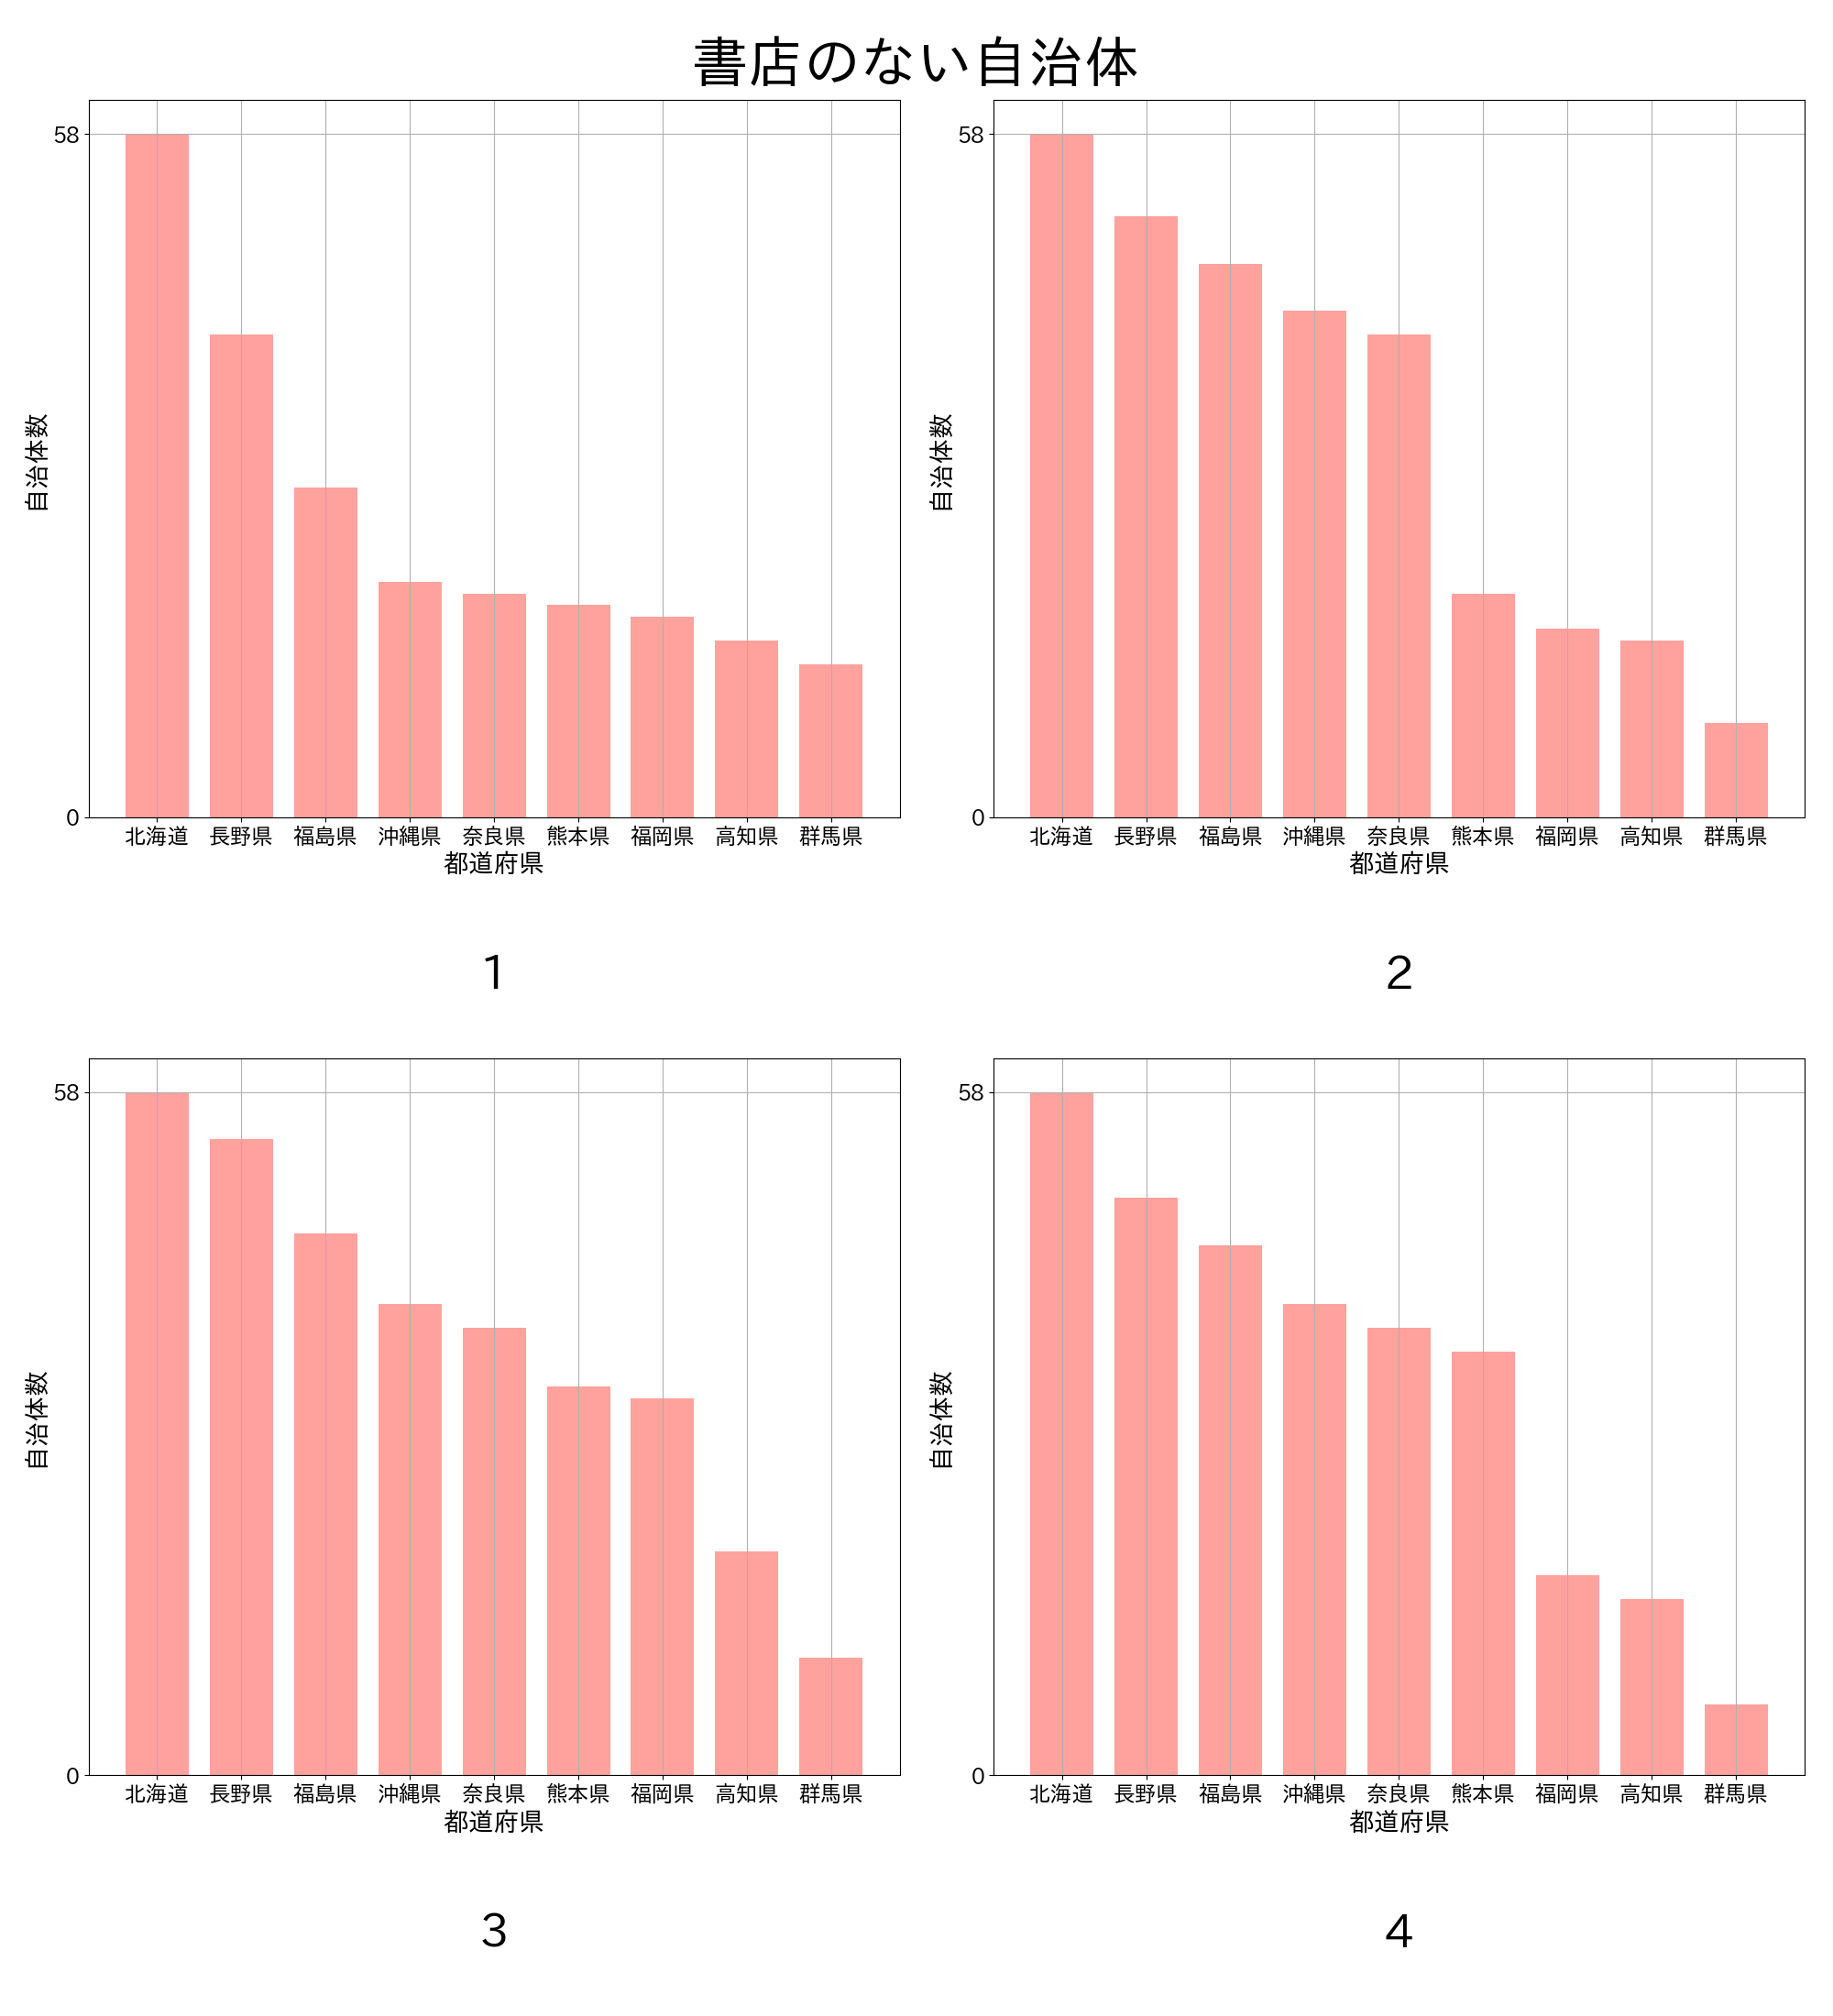 書店のない自治体
58
0
自治体数
北海道 長野県 福島県 沖縄県 奈良県 熊本県 福岡県 高知県 群馬県
都道府県
1
58
0
自治体数
北海道 長野県 福島県 沖縄県 奈良県 熊本県 福岡県 高知県 群馬県
都道府県
2
58
0
自治体数
北海道 長野県 福島県 沖縄県 奈良県 熊本県 福岡県 高知県 群馬県
都道府県
3
58
0
自治体数
北海道 長野県 福島県 沖縄県 奈良県 熊本県 福岡県 高知県 群馬県
都道府県
4